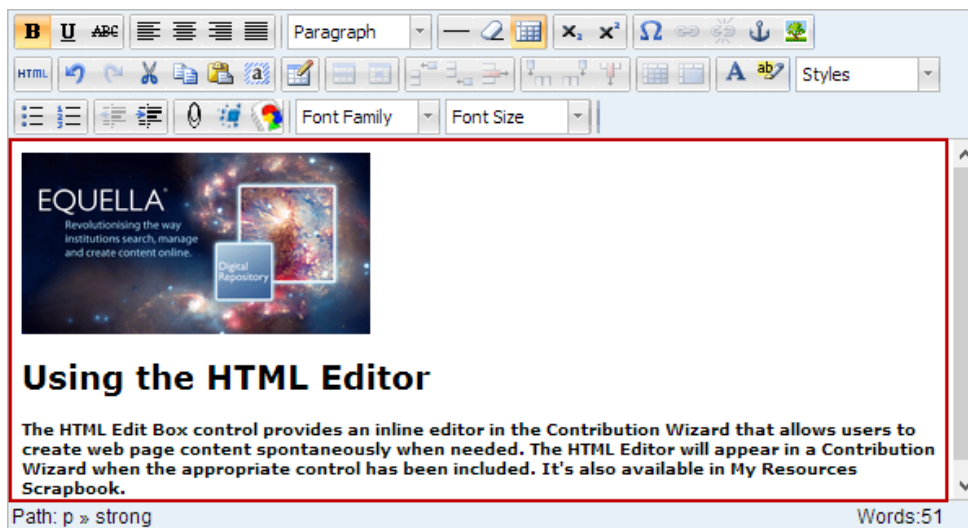 B U ABC Paragraph x₂ x² Ω
HTML a A ab Styles
Font Family Font Size
EQUELLA
Revolutionising the way
institutions search, manage
and create content online.
Digital
Repository
Using the HTML Editor
The HTML Edit Box control provides an inline editor in the Contribution Wizard that allows users to
create web page content spontaneously when needed. The HTML Editor will appear in a Contribution
Wizard when the appropriate control has been included. It's also available in My Resources
Scrapbook.
Path: p » strong Words:51